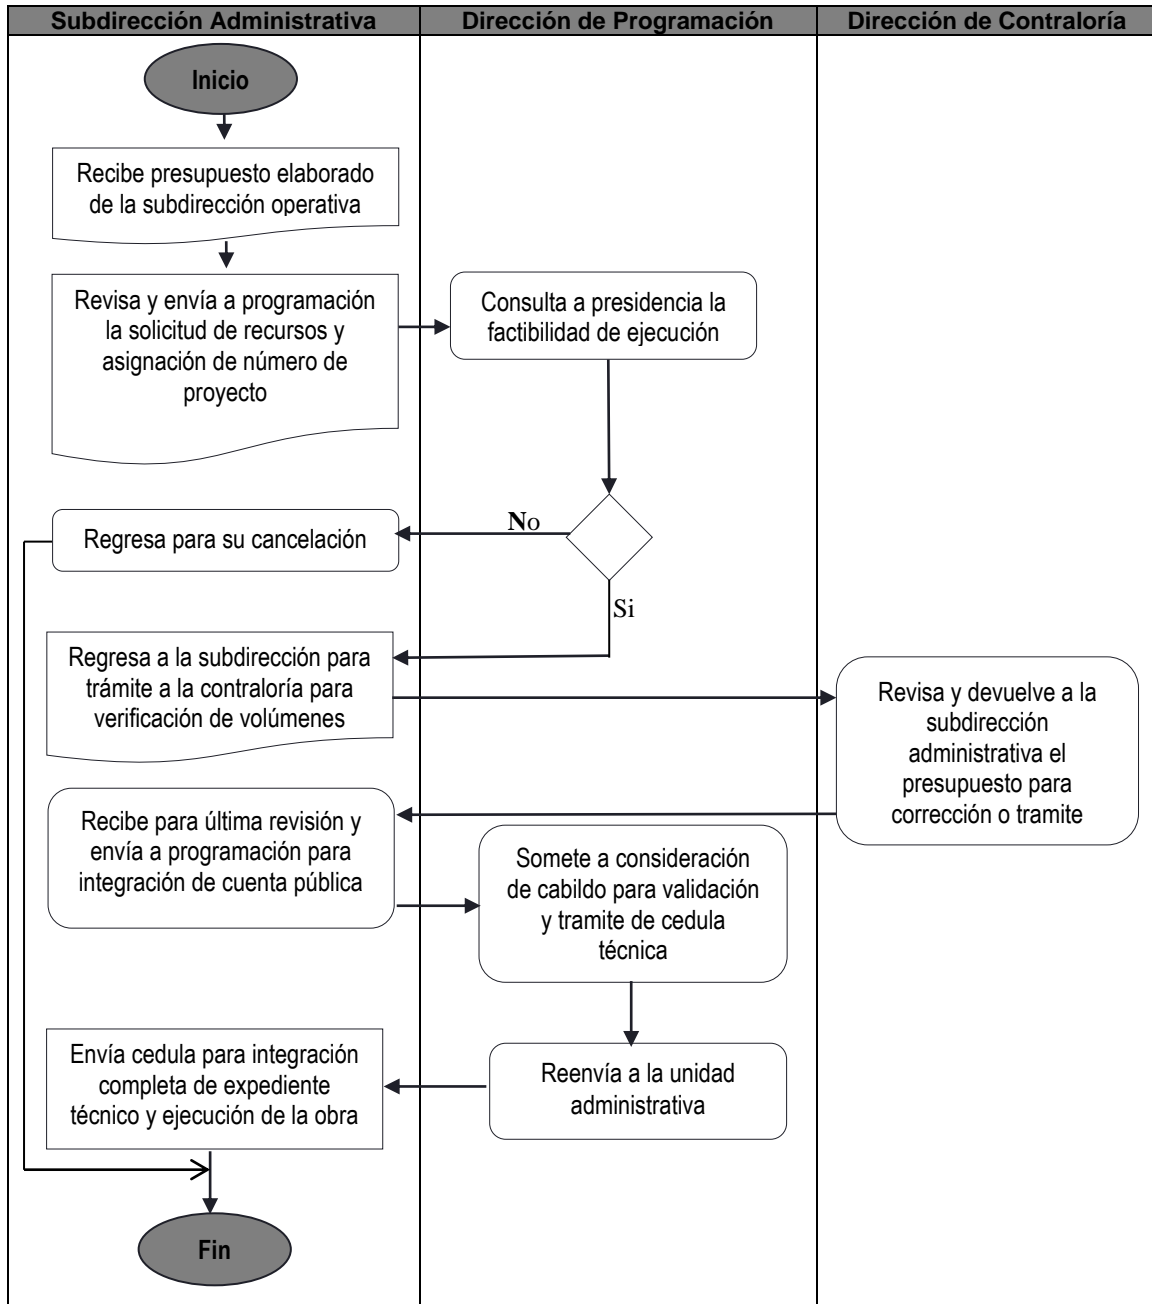 Subdirección Administrativa
Dirección de Programación
Dirección de Contraloría
Inicio
Recibe presupuesto elaborado
de la subdirección operativa
Revisa y envía a programación
la solicitud de recursos y
asignación de número de
proyecto
Consulta a presidencia la
factibilidad de ejecución
No
Regresa para su cancelación
Si
Regresa a la subdirección para
trámite a la contraloría para
verificación de volúmenes
Revisa y devuelve a la
subdirección
administrativa el
presupuesto para
corrección o tramite
Recibe para última revisión y
envía a programación para
integración de cuenta pública
Somete a consideración
de cabildo para validación
y tramite de cedula
técnica
Reenvía a la unidad
administrativa
Envía cedula para integración
completa de expediente
técnico y ejecución de la obra
Fin